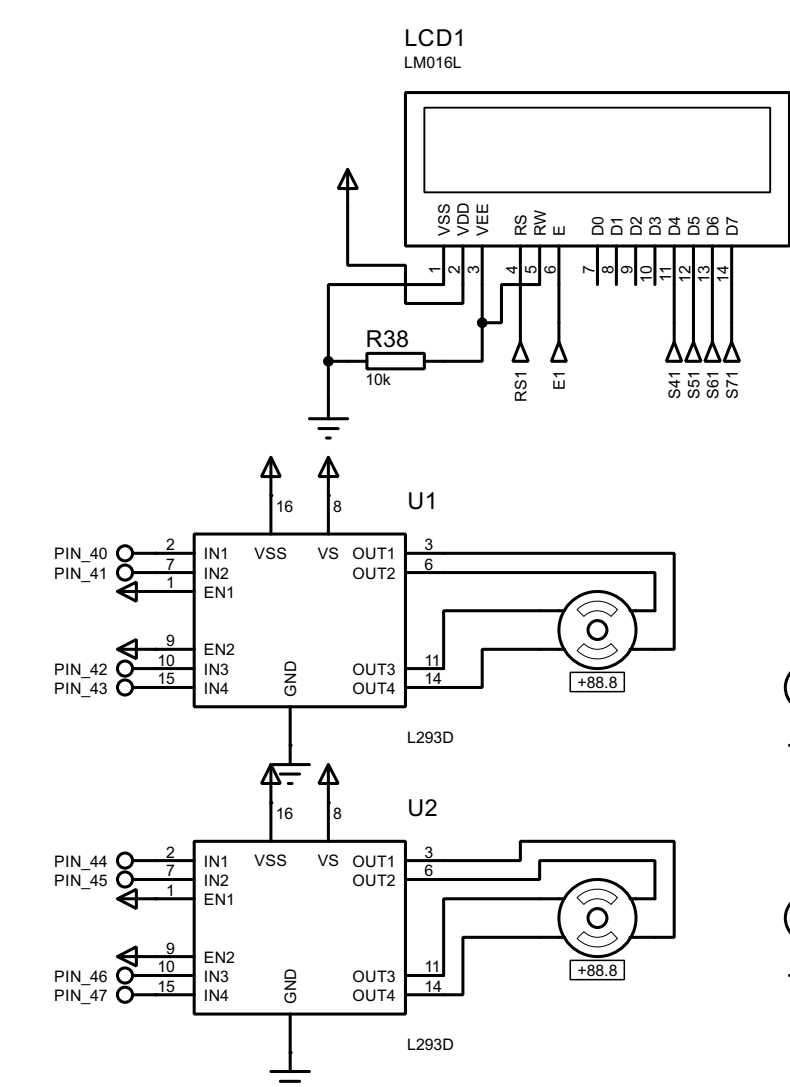 LCD1
LM016L
VSS VDD VEE RS RW E D0 D1 D2 D3 D4 D5 D6 D7
1 2 3 4 5 6 7 8 9 10 11 12 13 14
R38
10k
RS1 E1 S41 S51 S61 S71
16 8
U1
PIN_40 2 IN1 VSS VS OUT1 3
PIN_41 7 IN2 OUT2 6
1 EN1
9 EN2
PIN_42 10 IN3 OUT3 11
PIN_43 15 IN4 GND OUT4 14
+88.8
L293D
16 8
U2
PIN_44 2 IN1 VSS VS OUT1 3
PIN_45 7 IN2 OUT2 6
1 EN1
9 EN2
PIN_46 10 IN3 OUT3 11
PIN_47 15 IN4 GND OUT4 14
+88.8
L293D